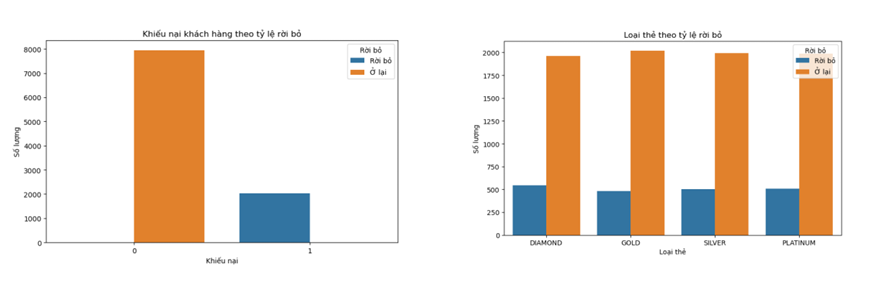 Khiếu nại khách hàng theo tỷ lệ rời bỏ
Rời bỏ
Rời bỏ
Ở lại
8000
7000
6000
5000
4000
3000
2000
1000
0
Số lượng
0
1
Khiếu nại
Loại thẻ theo tỷ lệ rời bỏ
Rời bỏ
Rời bỏ
Ở lại
2000
1750
1500
1250
1000
750
500
250
0
Số lượng
DIAMOND
GOLD
SILVER
PLATINUM
Loại thẻ